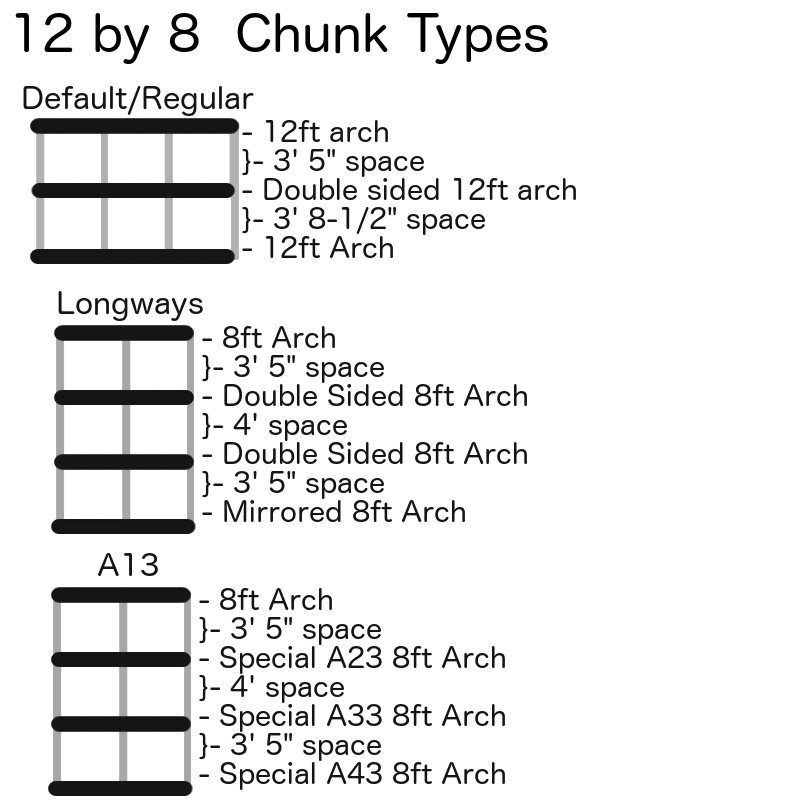 12 by 8 Chunk Types
Default/Regular
- 12ft arch
}- 3' 5" space
- Double sided 12ft arch
}- 3' 8-1/2" space
- 12ft Arch
Longways
- 8ft Arch
}- 3' 5" space
- Double Sided 8ft Arch
}- 4' space
- Double Sided 8ft Arch
}- 3' 5" space
- Mirrored 8ft Arch
A13
- 8ft Arch
}- 3' 5" space
- Special A23 8ft Arch
}- 4' space
- Special A33 8ft Arch
}- 3' 5" space
- Special A43 8ft Arch